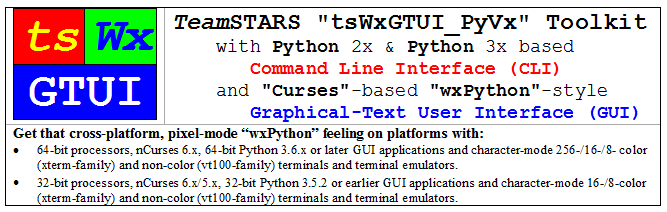 ts Wx
GTUI
TeamSTARS "tsWxGTUI_PyVx" Toolkit
with Python 2x & Python 3x based
Command Line Interface (CLI)
and "Curses"-based "wxPython"-style
Graphical-Text User Interface (GUI)
Get that cross-platform, pixel-mode “wxPython” feeling on platforms with:
• 64-bit processors, nCurses 6.x, 64-bit Python 3.6.x or later GUI applications and character-mode 256-/16-/8- color
(xterm-family) and non-color (vt100-family) terminals and terminal emulators.
• 32-bit processors, nCurses 6.x/5.x, 32-bit Python 3.5.2 or earlier GUI applications and character-mode 16-/8-color
(xterm-family) and non-color (vt100-family) terminals and terminal emulators.